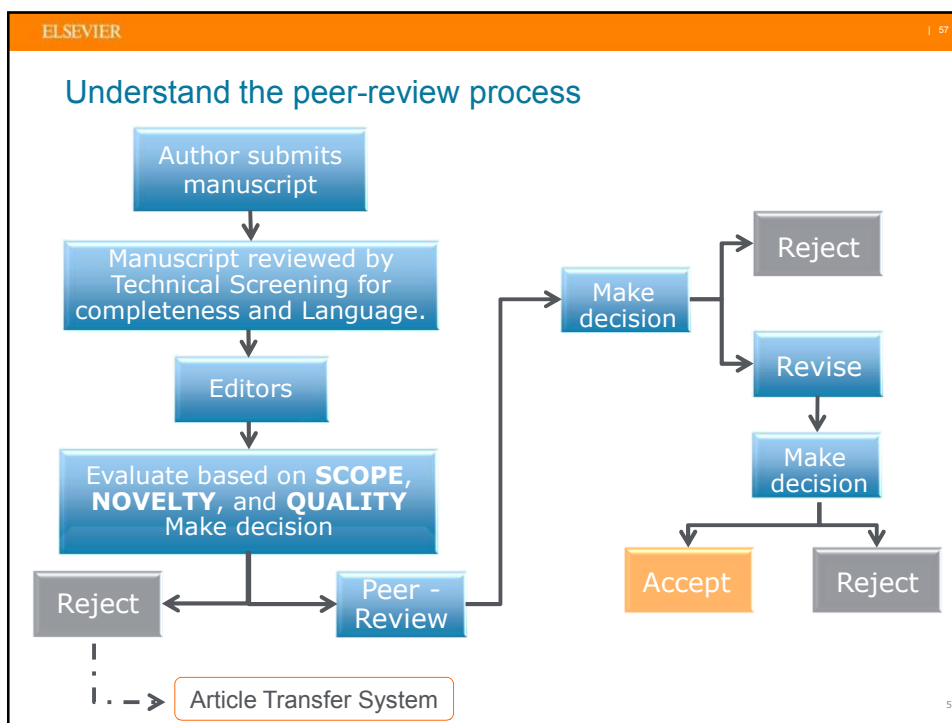 ELSEVIER
| 57
Understand the peer-review process
Author submits
manuscript
Manuscript reviewed by
Technical Screening for
completeness and Language.
Editors
Evaluate based on SCOPE,
NOVELTY, and QUALITY
Make decision
Reject
Peer -
Review
Article Transfer System
Make
decision
Reject
Revise
Make
decision
Accept
Reject